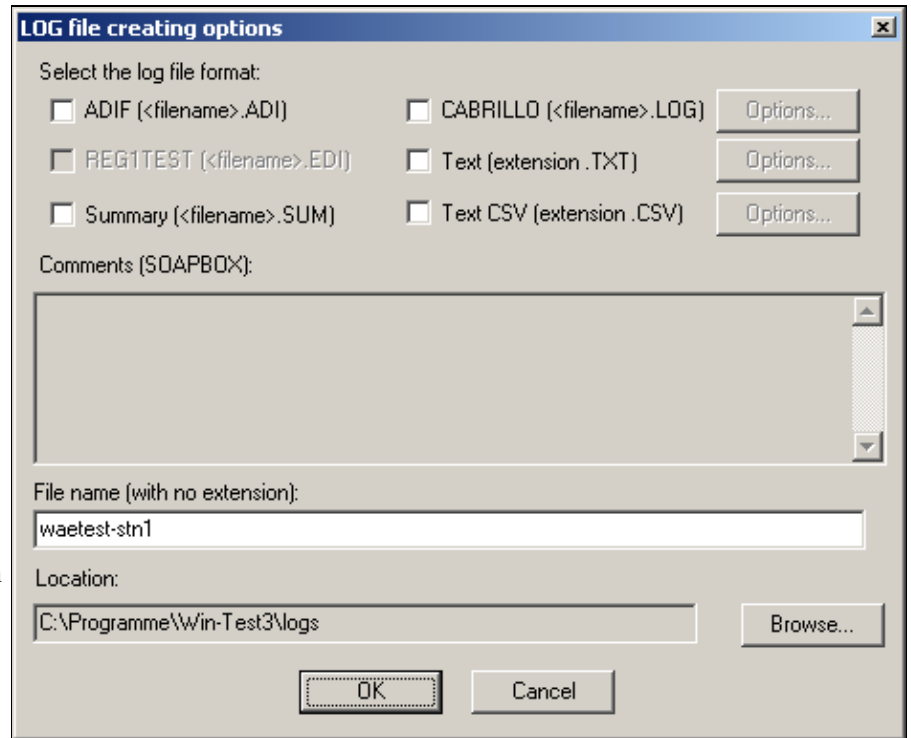 LOG file creating options
Select the log file format:
ADIF (<filename>.ADI)
CABRILLO (<filename>.LOG)
Options...
REG1TEST (<filename>.EDI)
Text (extension .TXT)
Options...
Summary (<filename>.SUM)
Text CSV (extension .CSV)
Options...
Comments (SOAPBOX):
File name (with no extension):
waetest-stn1
Location:
C:\Programme\Win-Test3\logs
Browse...
OK
Cancel